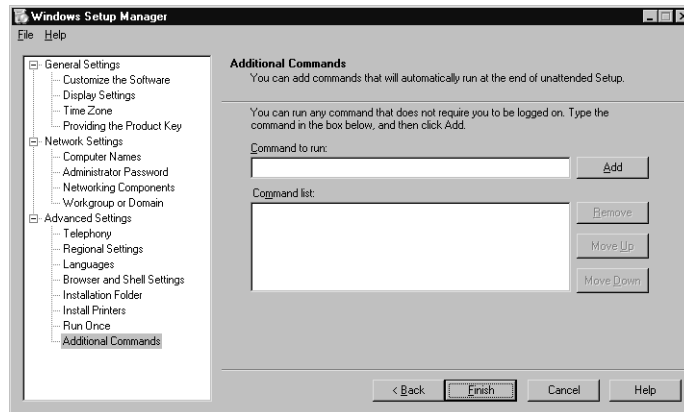 Windows Setup Manager
File Help
General Settings
Customize the Software
Display Settings
Time Zone
Providing the Product Key
Network Settings
Computer Names
Administrator Password
Networking Components
Workgroup or Domain
Advanced Settings
Telephony
Regional Settings
Languages
Browser and Shell Settings
Installation Folder
Install Printers
Run Once
Additional Commands
Additional Commands
You can add commands that will automatically run at the end of unattended Setup.
You can run any command that does not require you to be logged on. Type the
command in the box below, and then click Add.
Command to run:
Add
Command list:
Remove
Move Up
Move Down
< Back Finish Cancel Help